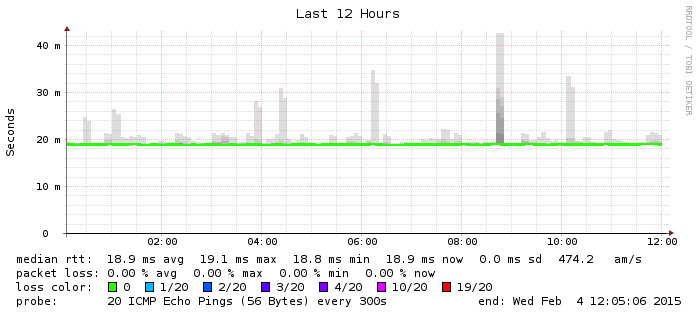 Last 12 Hours
RRDTOOL / TOBI OETIKER
Seconds
40 m
30 m
20 m
10 m
0
02:00 04:00 06:00 08:00 10:00 12:00
median rtt: 18.9 ms avg 19.1 ms max 18.8 ms min 18.9 ms now 0.0 ms sd 474.2 am/s
packet loss: 0.00 % avg 0.00 % max 0.00 % min 0.00 % now
loss color: 0 1/20 2/20 3/20 4/20 10/20 19/20
probe: 20 ICMP Echo Pings (56 Bytes) every 300s end: Wed Feb 4 12:05:06 2015